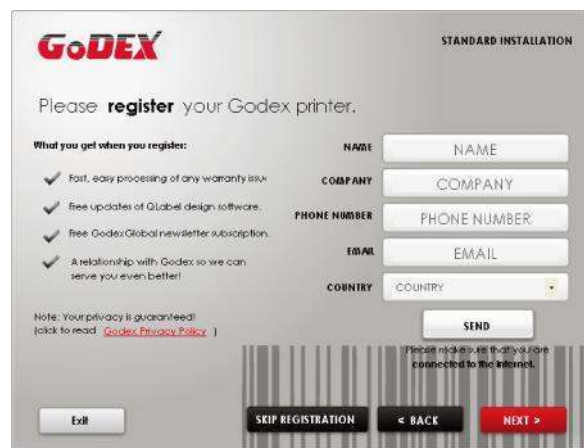 GoDEX
STANDARD INSTALLATION
Please register your Godex printer.
What you get when you register:
Fast, easy processing of any warranty issu
Free updates of QLabel design software.
Free GodexGlobal newsletter subscription.
A relationship with Godex so we can
serve you even better!
Note: Your privacy is guaranteed!
(click to read Godex Privacy Policy )
NAME NAME
COMPANY COMPANY
PHONE NUMBER PHONE NUMBER
EMAIL EMAIL
COUNTRY COUNTRY
SEND
Please make sure that you are
connected to the internet.
Exit SKIP REGISTRATION < BACK NEXT >